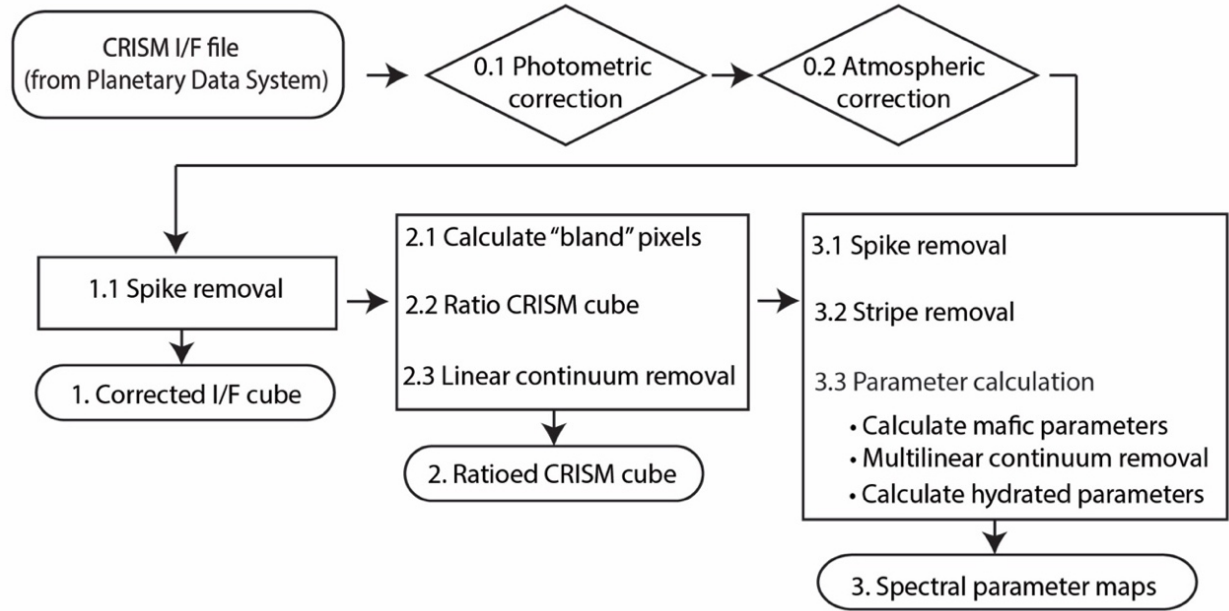 CRISM I/F file
(from Planetary Data System)
0.1 Photometric
correction
0.2 Atmospheric
correction
1.1 Spike removal
1. Corrected I/F cube
2.1 Calculate “bland” pixels
2.2 Ratio CRISM cube
2.3 Linear continuum removal
2. Ratioed CRISM cube
3.1 Spike removal
3.2 Stripe removal
3.3 Parameter calculation
• Calculate mafic parameters
• Multilinear continuum removal
• Calculate hydrated parameters
3. Spectral parameter maps